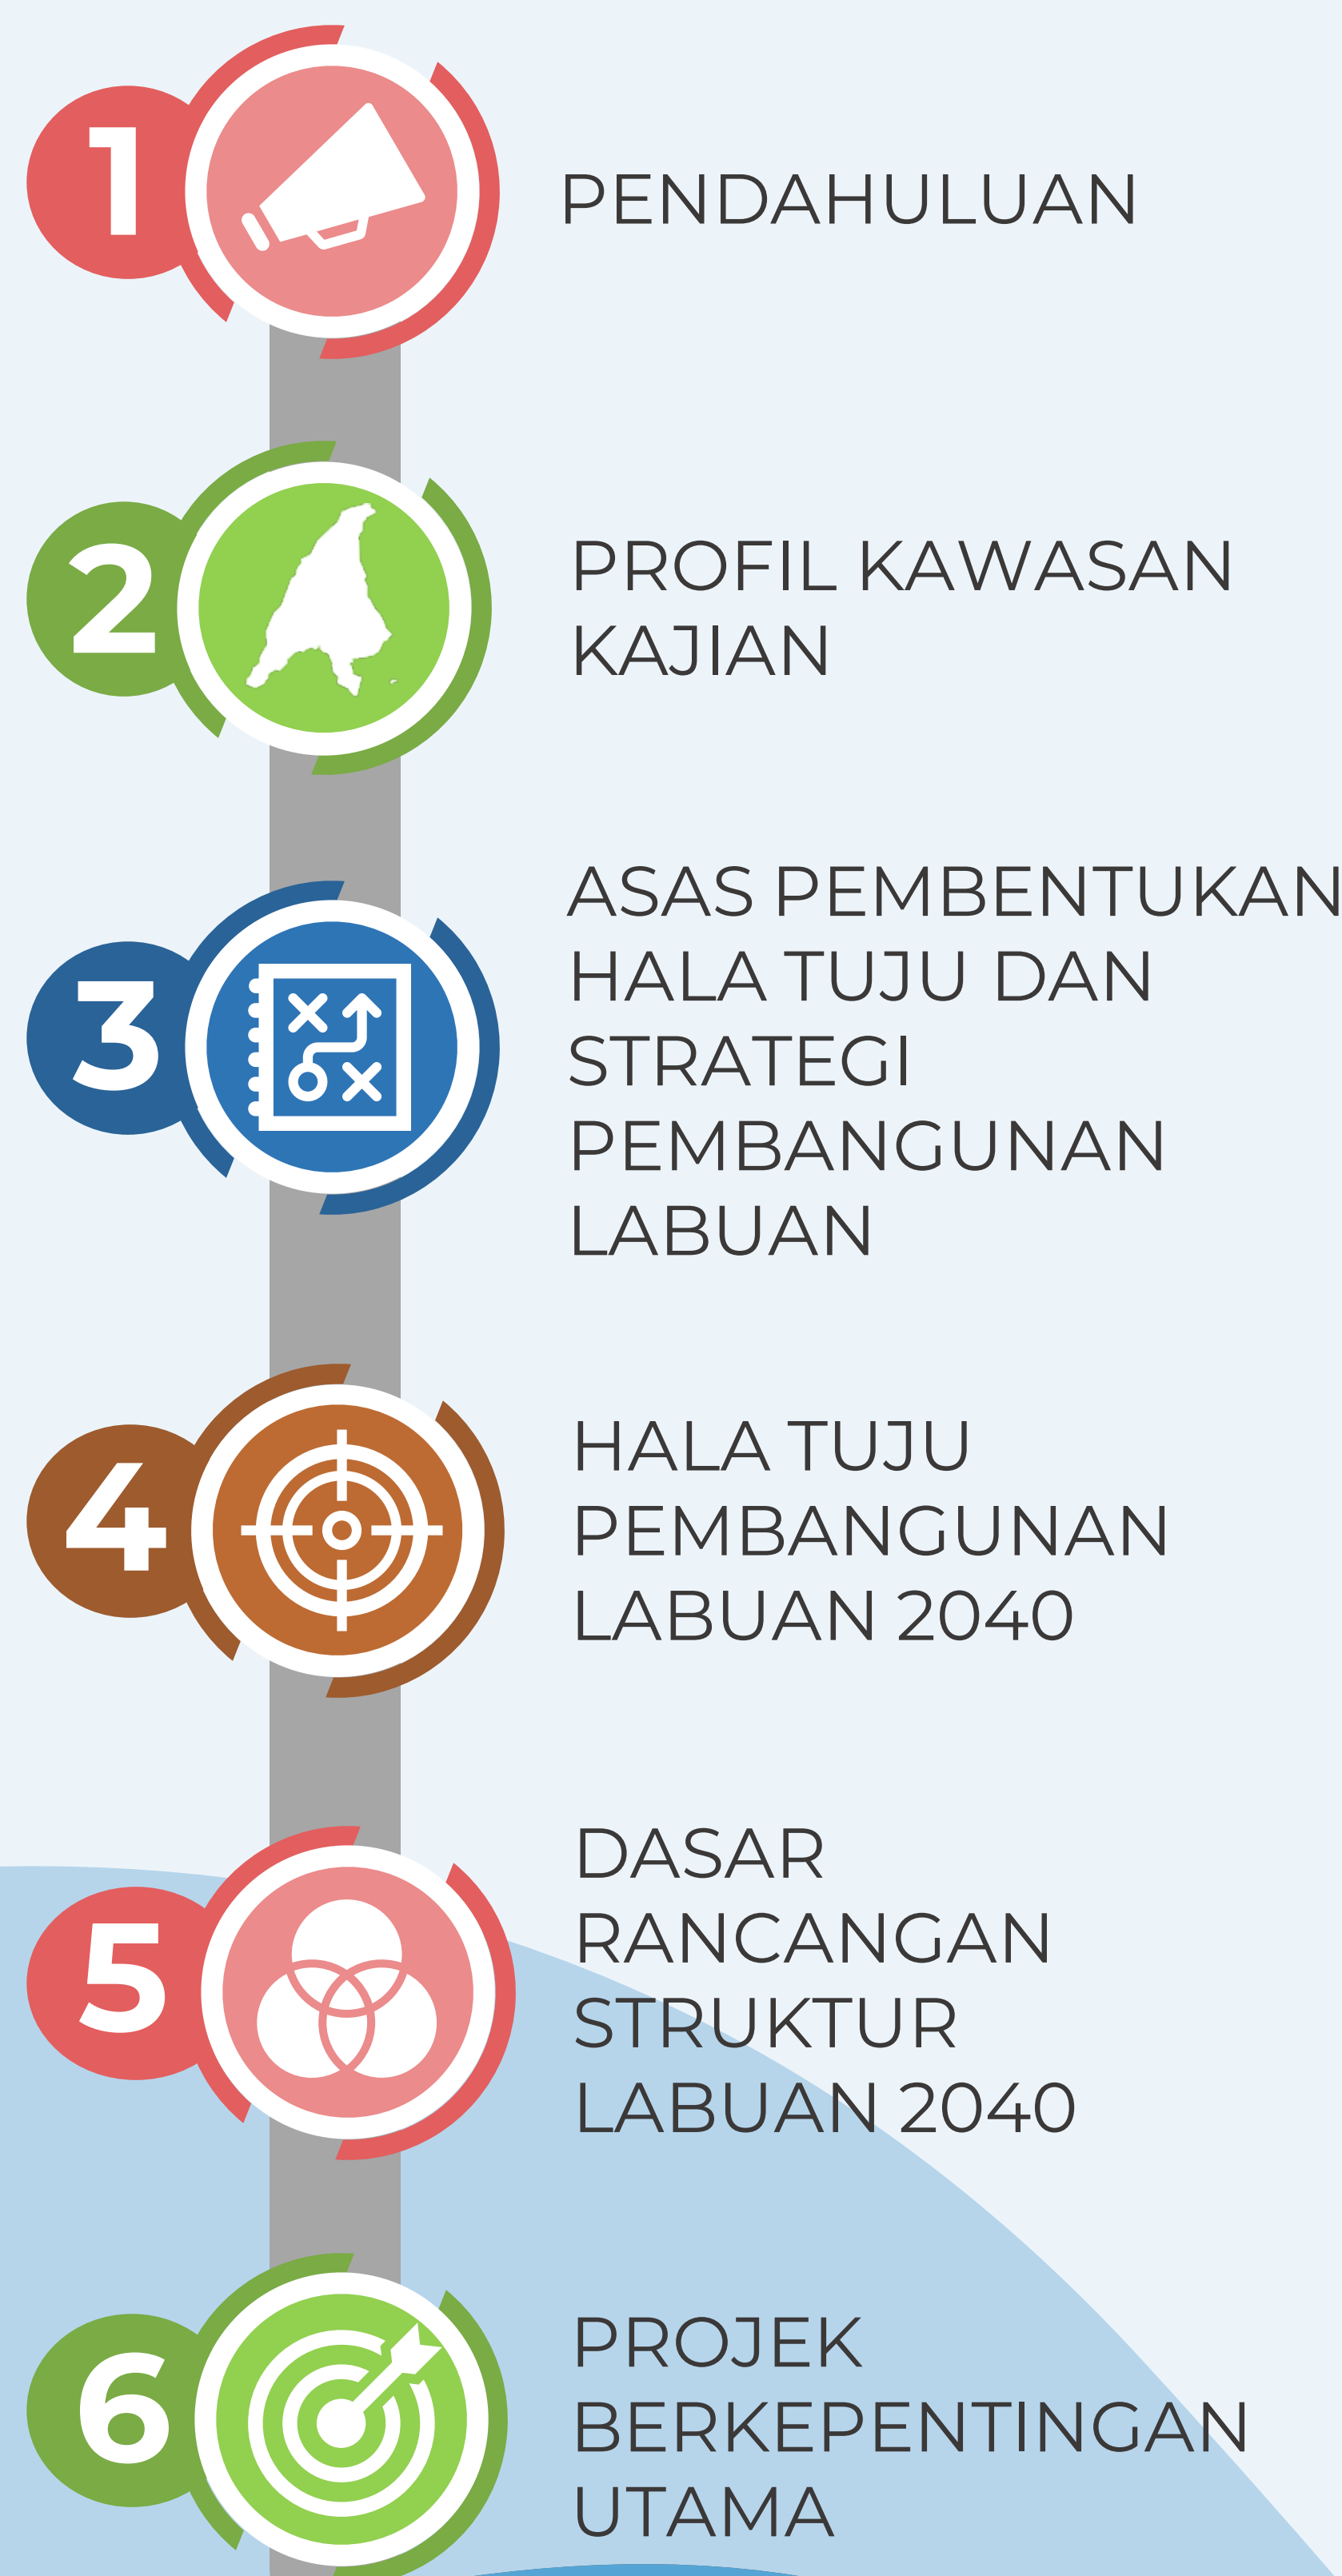 1
PENDAHULUAN
2
PROFIL KAWASAN
KAJIAN
3
ASAS PEMBENTUKAN
HALA TUJU DAN
STRATEGI
PEMBANGUNAN
LABUAN
4
HALA TUJU
PEMBANGUNAN
LABUAN 2040
5
DASAR
RANCANGAN
STRUKTUR
LABUAN 2040
6
PROJEK
BERKEPENTINGAN
UTAMA